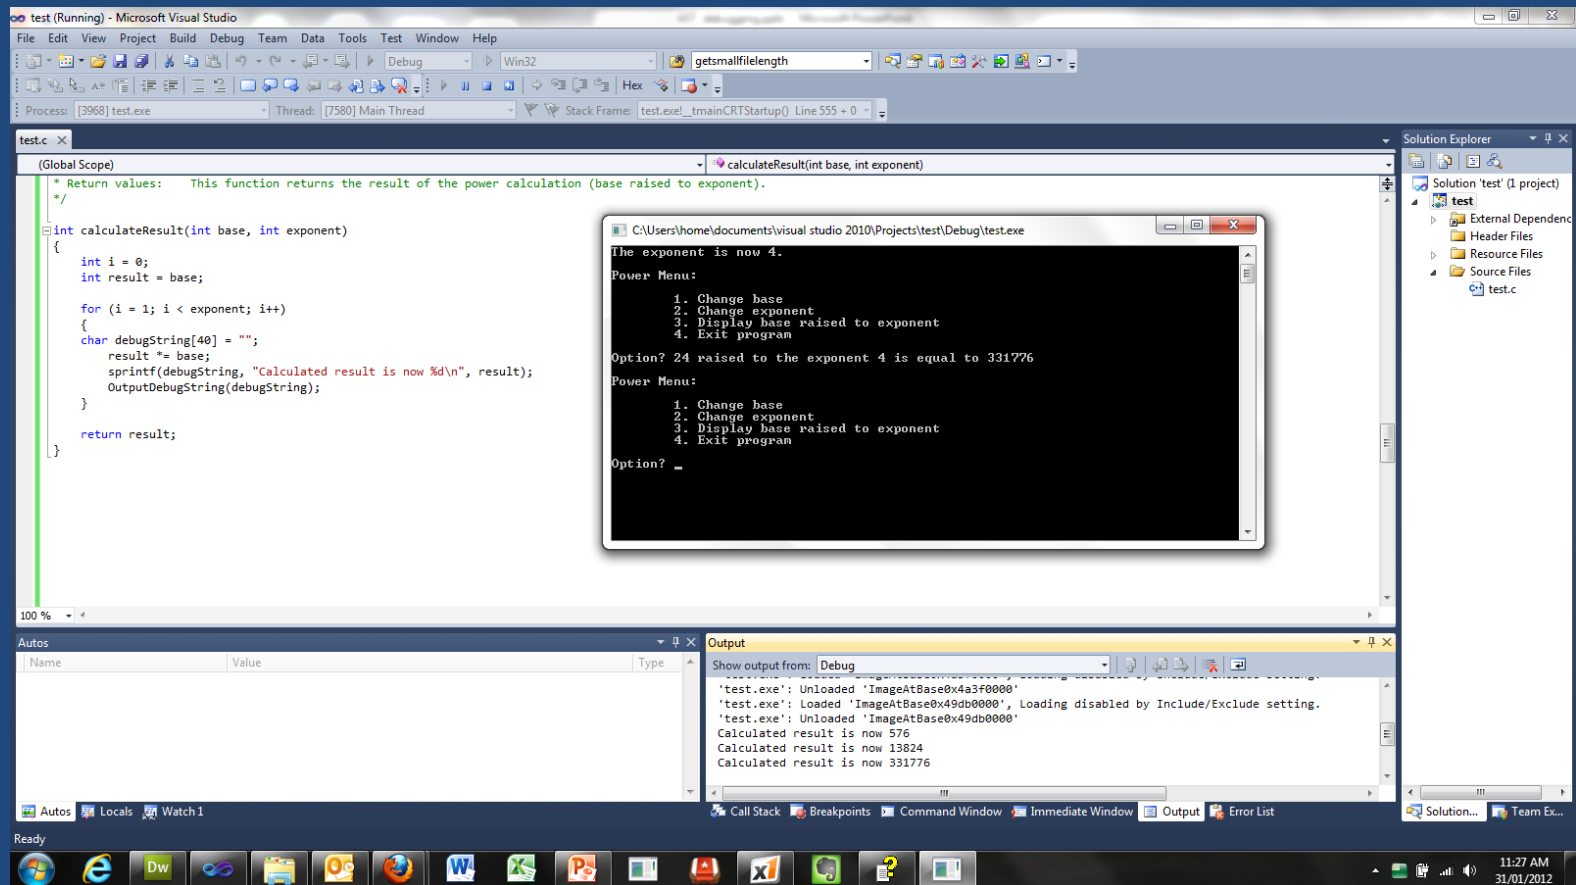 test (Running) - Microsoft Visual Studio
File Edit View Project Build Debug Team Data Tools Test Window Help
Debug Win32 getsmallfilelength
Hex
Process: [3968] test.exe Thread: [7580] Main Thread Stack Frame: test.exe!__tmainCRTStartup() Line 555 + 0
test.c
(Global Scope) calculateResult(int base, int exponent)
* Return values: This function returns the result of the power calculation (base raised to exponent).
*/
int calculateResult(int base, int exponent)
{
int i = 0;
int result = base;
for (i = 1; i < exponent; i++)
{
char debugString[40] = "";
result *= base;
sprintf(debugString, "Calculated result is now %d\n", result);
OutputDebugString(debugString);
}
return result;
}
100 %
C:\Users\home\documents\visual studio 2010\Projects\test\Debug\test.exe
The exponent is now 4.
Power Menu:
1. Change base
2. Change exponent
3. Display base raised to exponent
4. Exit program
Option? 24 raised to the exponent 4 is equal to 331776
Power Menu:
1. Change base
2. Change exponent
3. Display base raised to exponent
4. Exit program
Option? _
Solution Explorer
Solution 'test' (1 project)
test
External Dependenc
Header Files
Resource Files
Source Files
test.c
Autos
Name Value Type
Autos Locals Watch 1
Output
Show output from: Debug
'test.exe': Unloaded 'ImageAtBase0x4a3f0000'
'test.exe': Loaded 'ImageAtBase0x49db0000', Loading disabled by Include/Exclude setting.
'test.exe': Unloaded 'ImageAtBase0x49db0000'
Calculated result is now 576
Calculated result is now 13824
Calculated result is now 331776
Call Stack Breakpoints Command Window Immediate Window Output Error List
Solution... Team Ex...
Ready
Dw
11:27 AM
31/01/2012